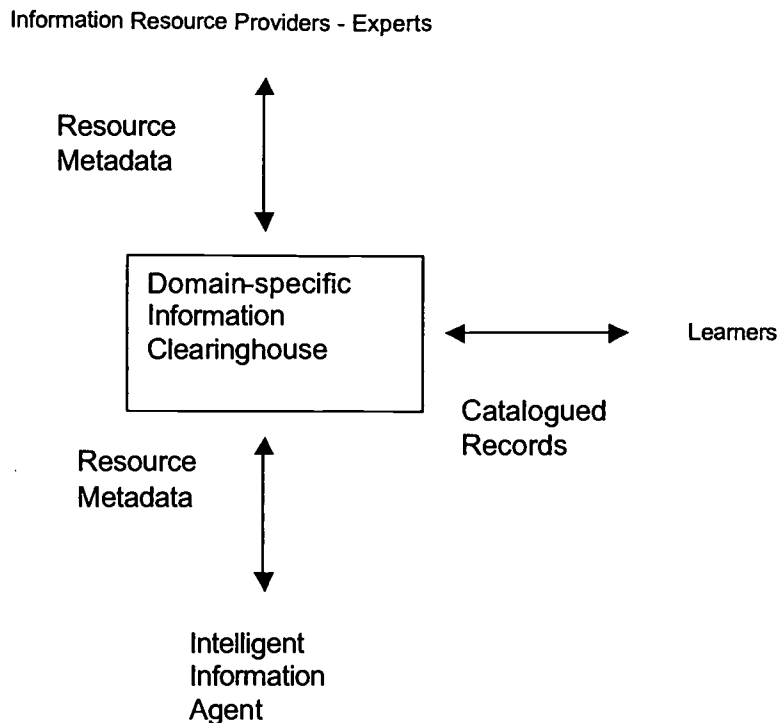 Information Resource Providers - Experts
Resource
Metadata
Domain-specific
Information
Clearinghouse
Learners
Catalogued
Records
Resource
Metadata
Intelligent
Information
Agent